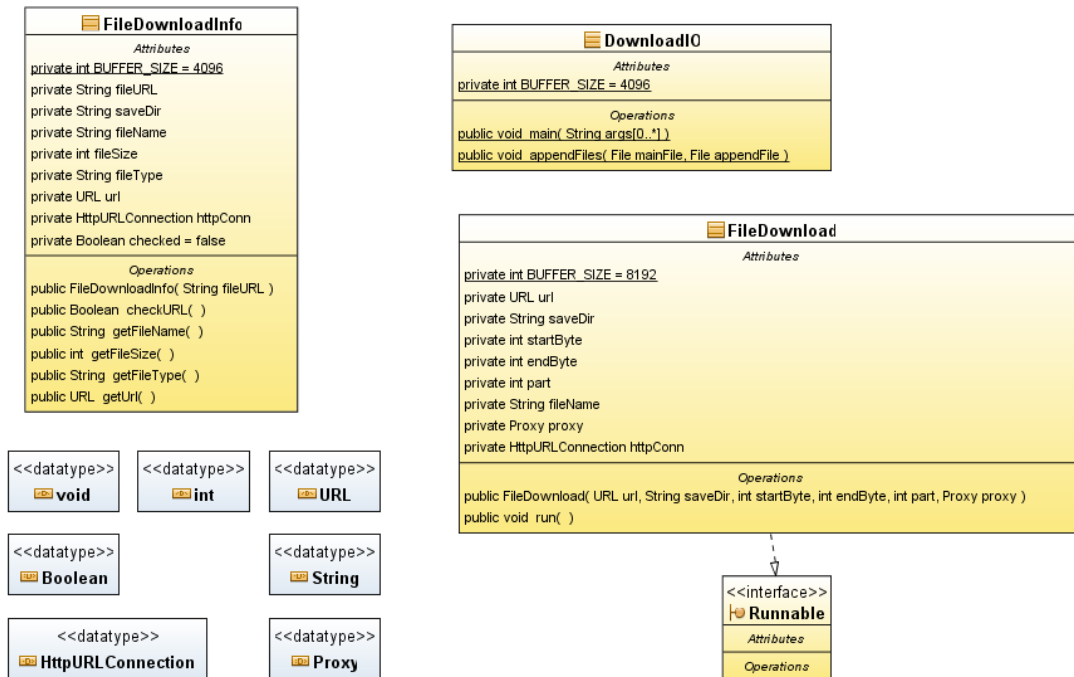 FileDownloadInfo
Attributes
private int BUFFER_SIZE = 4096
private String fileURL
private String saveDir
private String fileName
private int fileSize
private String fileType
private URL url
private HttpURLConnection httpConn
private Boolean checked = false
Operations
public FileDownloadInfo( String fileURL )
public Boolean checkURL( )
public String getFileName( )
public int getFileSize( )
public String getFileType( )
public URL getUrl( )
DownloadIO
Attributes
private int BUFFER_SIZE = 4096
Operations
public void main( String args[0..*] )
public void appendFiles( File mainFile, File appendFile )
FileDownload
Attributes
private int BUFFER_SIZE = 8192
private URL url
private String saveDir
private int startByte
private int endByte
private int part
private String fileName
private Proxy proxy
private HttpURLConnection httpConn
Operations
public FileDownload( URL url, String saveDir, int startByte, int endByte, int part, Proxy proxy )
public void run( )
<<datatype>>
void
<<datatype>>
int
<<datatype>>
URL
<<datatype>>
Boolean
<<datatype>>
String
<<datatype>>
HttpURLConnection
<<datatype>>
Proxy
<<interface>>
Runnable
Attributes
Operations